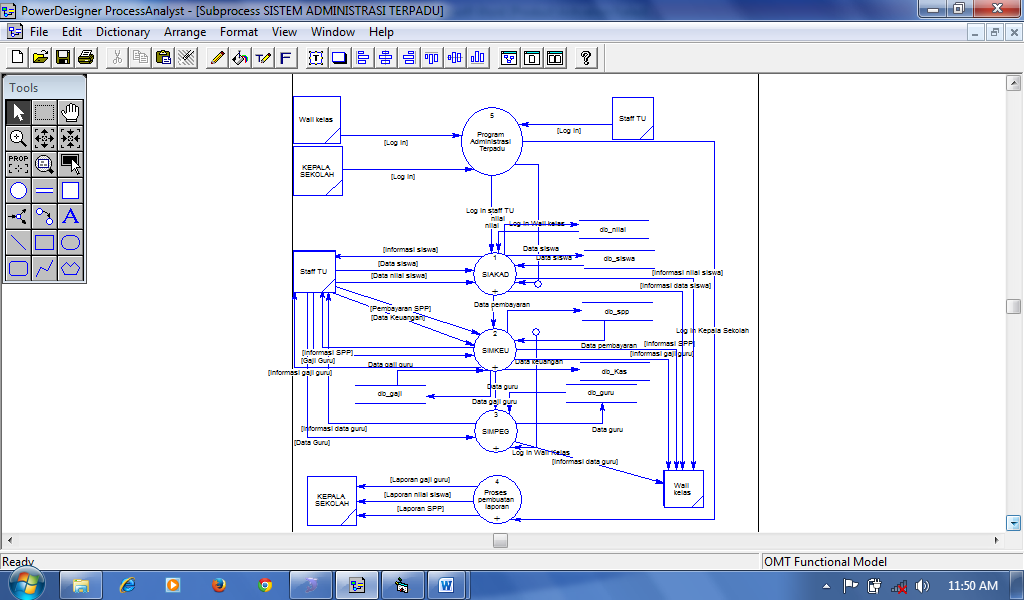 PowerDesigner ProcessAnalyst - [Subprocess SISTEM ADMINISTRASI TERPADU]
File Edit Dictionary Arrange Format View Window Help
Tools
PROP
Wali kelas
5
Program
Administrasi
Terpadu
Staff TU
[Log in]
[Log in]
KEPALA
SEKOLAH
[Log in]
Log in staff TU
nilai
nilai
Log in Wali kelas
db_nilai
Data siswa
Data siswa
db_siswa
[Informasi siswa]
[Data siswa]
[Data nilai siswa]
Staff TU
1
SIAKAD
+
[Informasi nilai siswa]
[Informasi data siswa]
Data pembayaran
[Pembayaran SPP]
[Data Keuangan]
db_spp
Log in Kepala Sekolah
2
SIMKEU
+
Data pembayaran
[Informasi SPP]
[Informasi gaji guru]
[Informasi SPP]
[Gaji Guru]
[Informasi gaji guru]
Data gaji guru
Data keuangan
db_Kas
Data guru
db_gaji
Data gaji guru
db_guru
3
SIMPEG
+
Data guru
[Informasi data guru]
[Data Guru]
Log in Wali Kelas
[Informasi data guru]
Wali
kelas
KEPALA
SEKOLAH
[Laporan gaji guru]
[Laporan nilai siswa]
[Laporan SPP]
4
Proses
pembuatan
laporan
+
Ready
OMT Functional Model
11:50 AM